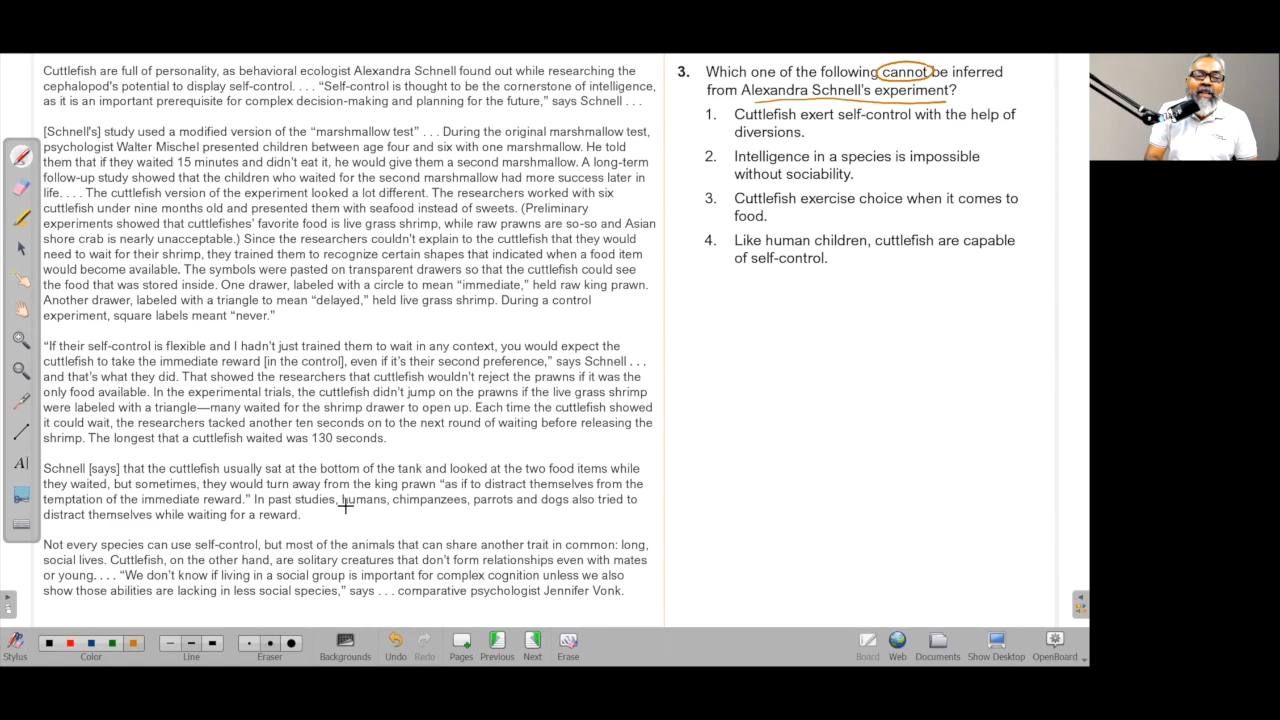 Cuttlefish are full of personality, as behavioral ecologist Alexandra Schnell found out while researching the
cephalopod's potential to display self-control. . . . “Self-control is thought to be the cornerstone of intelligence,
as it is an important prerequisite for complex decision-making and planning for the future,” says Schnell . . .
[Schnell's] study used a modified version of the “marshmallow test” . . . During the original marshmallow test,
psychologist Walter Mischel presented children between age four and six with one marshmallow. He told
them that if they waited 15 minutes and didn't eat it, he would give them a second marshmallow. A long-term
follow-up study showed that the children who waited for the second marshmallow had more success later in
life. . . . The cuttlefish version of the experiment looked a lot different. The researchers worked with six
cuttlefish under nine months old and presented them with seafood instead of sweets. (Preliminary
experiments showed that cuttlefishes' favorite food is live grass shrimp, while raw prawns are so-so and Asian
shore crab is nearly unacceptable.) Since the researchers couldn't explain to the cuttlefish that they would
need to wait for their shrimp, they trained them to recognize certain shapes that indicated when a food item
would become available. The symbols were pasted on transparent drawers so that the cuttlefish could see
the food that was stored inside. One drawer, labeled with a circle to mean “immediate,” held raw king prawn.
Another drawer, labeled with a triangle to mean “delayed,” held live grass shrimp. During a control
experiment, square labels meant “never.”
“If their self-control is flexible and I hadn't just trained them to wait in any context, you would expect the
cuttlefish to take the immediate reward [in the control], even if it's their second preference,” says Schnell . . .
and that's what they did. That showed the researchers that cuttlefish wouldn't reject the prawns if it was the
only food available. In the experimental trials, the cuttlefish didn't jump on the prawns if the live grass shrimp
were labeled with a triangle—many waited for the shrimp drawer to open up. Each time the cuttlefish showed
it could wait, the researchers tacked another ten seconds on to the next round of waiting before releasing the
shrimp. The longest that a cuttlefish waited was 130 seconds.
Schnell [says] that the cuttlefish usually sat at the bottom of the tank and looked at the two food items while
they waited, but sometimes, they would turn away from the king prawn “as if to distract themselves from the
temptation of the immediate reward.” In past studies, humans, chimpanzees, parrots and dogs also tried to
distract themselves while waiting for a reward.
Not every species can use self-control, but most of the animals that can share another trait in common: long,
social lives. Cuttlefish, on the other hand, are solitary creatures that don't form relationships even with mates
or young. . . . “We don't know if living in a social group is important for complex cognition unless we also
show those abilities are lacking in less social species,” says . . . comparative psychologist Jennifer Vonk.
3. Which one of the following cannot be inferred
from Alexandra Schnell's experiment?
1. Cuttlefish exert self-control with the help of
diversions.
2. Intelligence in a species is impossible
without sociability.
3. Cuttlefish exercise choice when it comes to
food.
4. Like human children, cuttlefish are capable
of self-control.
Stylus Color Line Eraser Backgrounds Undo Redo Pages Previous Next Erase Board Web Documents Show Desktop OpenBoard